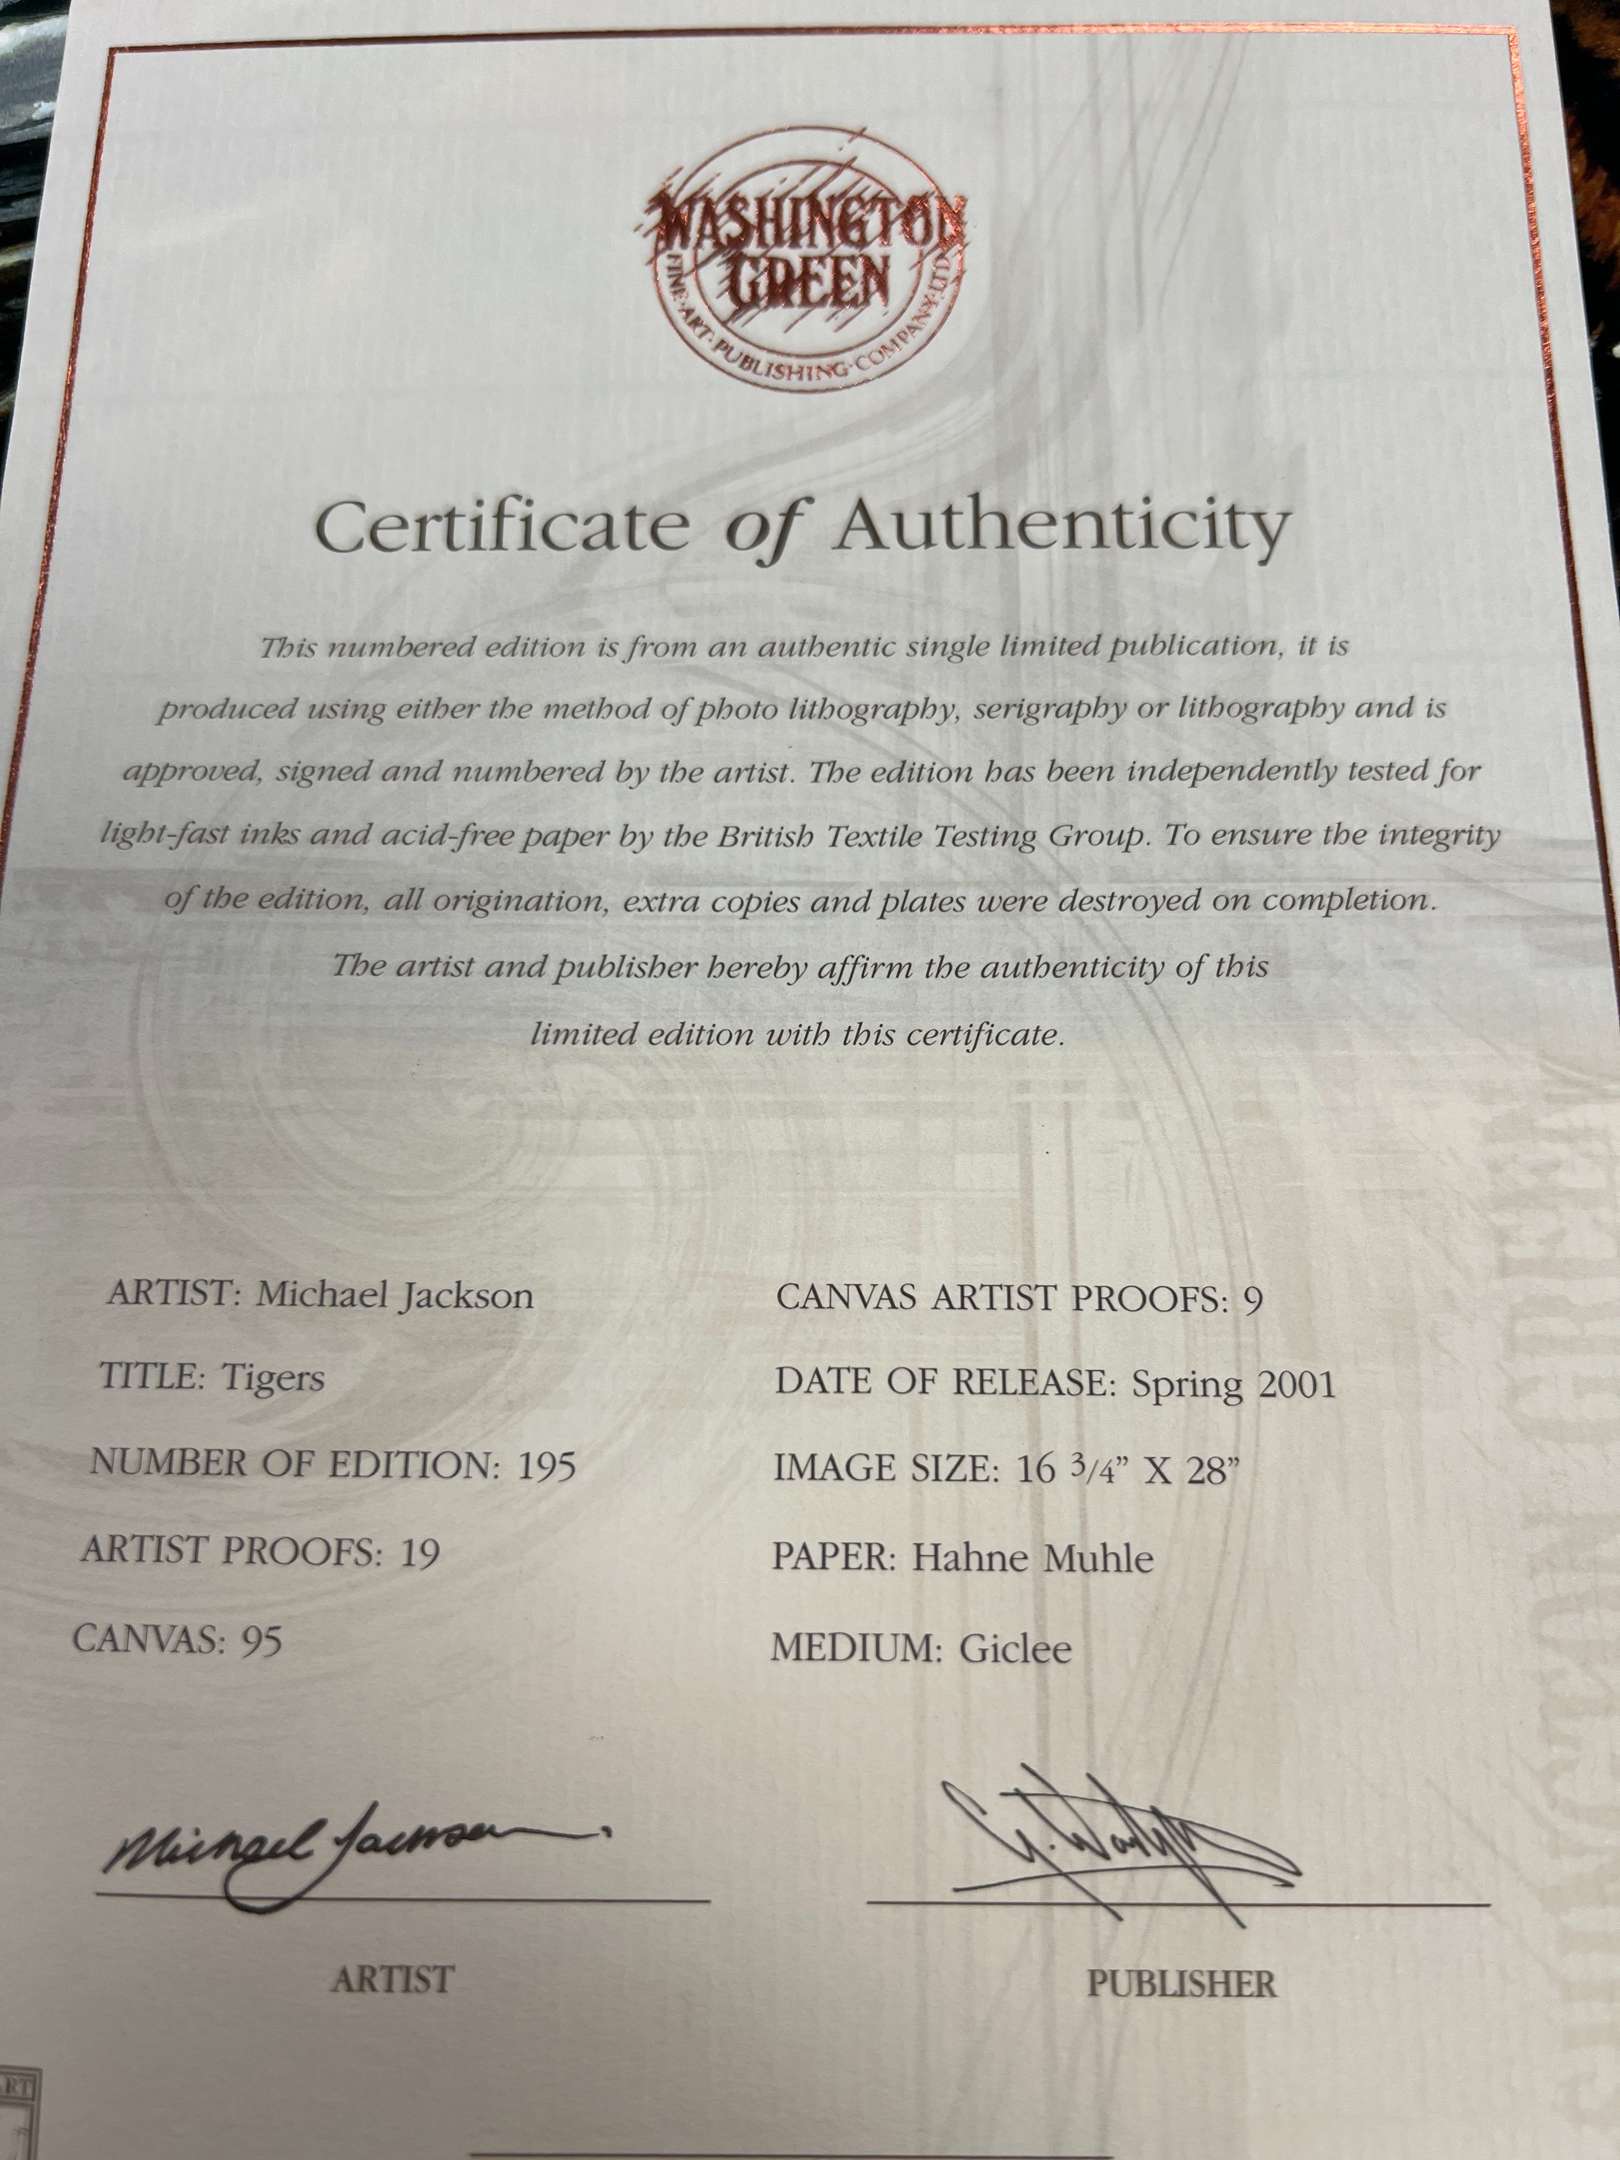 WASHINGTON
GREEN
FINE·ART·PUBLISHING·COMPANY·LTD
Certificate of Authenticity
This numbered edition is from an authentic single limited publication, it is
produced using either the method of photo lithography, serigraphy or lithography and is
approved, signed and numbered by the artist. The edition has been independently tested for
light-fast inks and acid-free paper by the British Textile Testing Group. To ensure the integrity
of the edition, all origination, extra copies and plates were destroyed on completion.
The artist and publisher hereby affirm the authenticity of this
limited edition with this certificate.
ARTIST: Michael Jackson
TITLE: Tigers
NUMBER OF EDITION: 195
ARTIST PROOFS: 19
CANVAS: 95
CANVAS ARTIST PROOFS: 9
DATE OF RELEASE: Spring 2001
IMAGE SIZE: 16 3/4” X 28”
PAPER: Hahne Muhle
MEDIUM: Giclee
Michael Jackson
ARTIST
PUBLISHER
ART